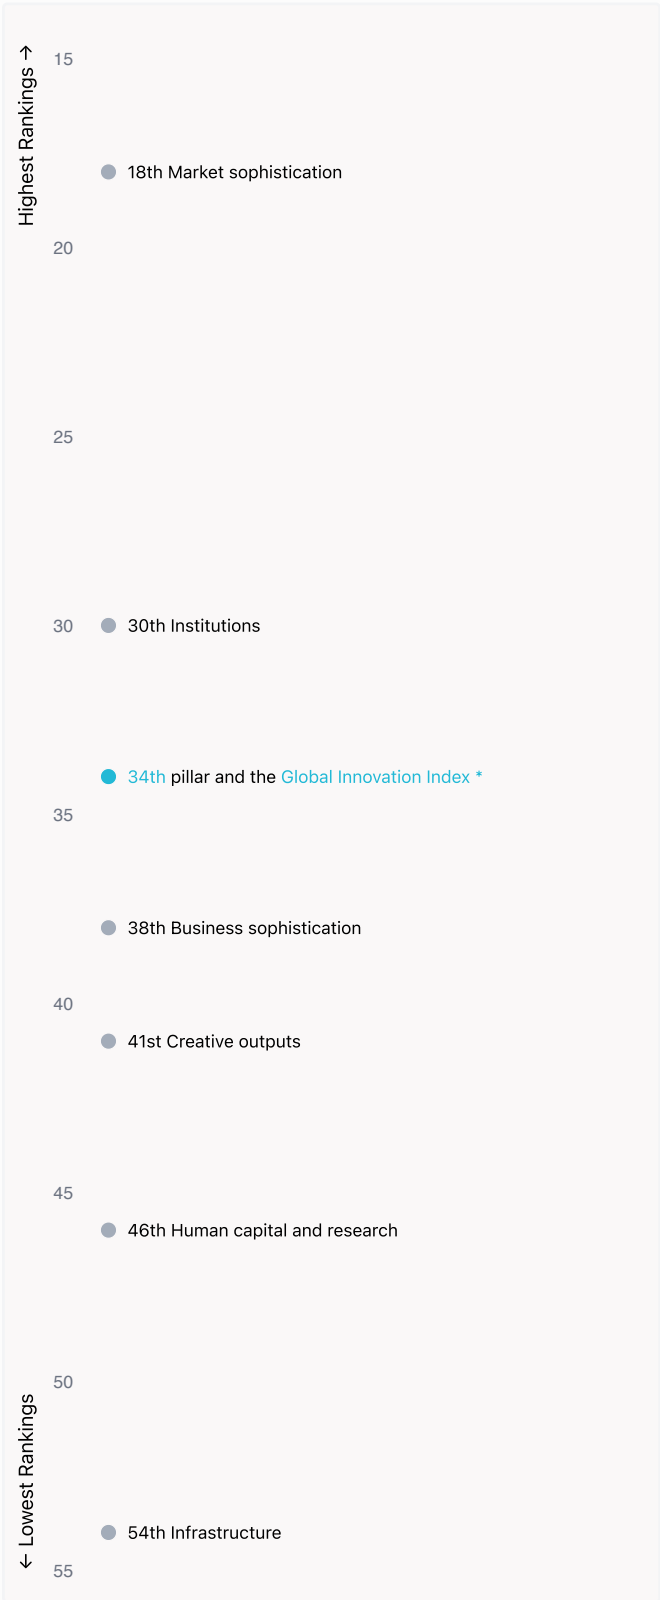 Highest Rankings →
15
18th Market sophistication
20
25
30
30th Institutions
34th pillar and the Global Innovation Index *
35
38th Business sophistication
40
41st Creative outputs
45
46th Human capital and research
50
← Lowest Rankings
54th Infrastructure
55